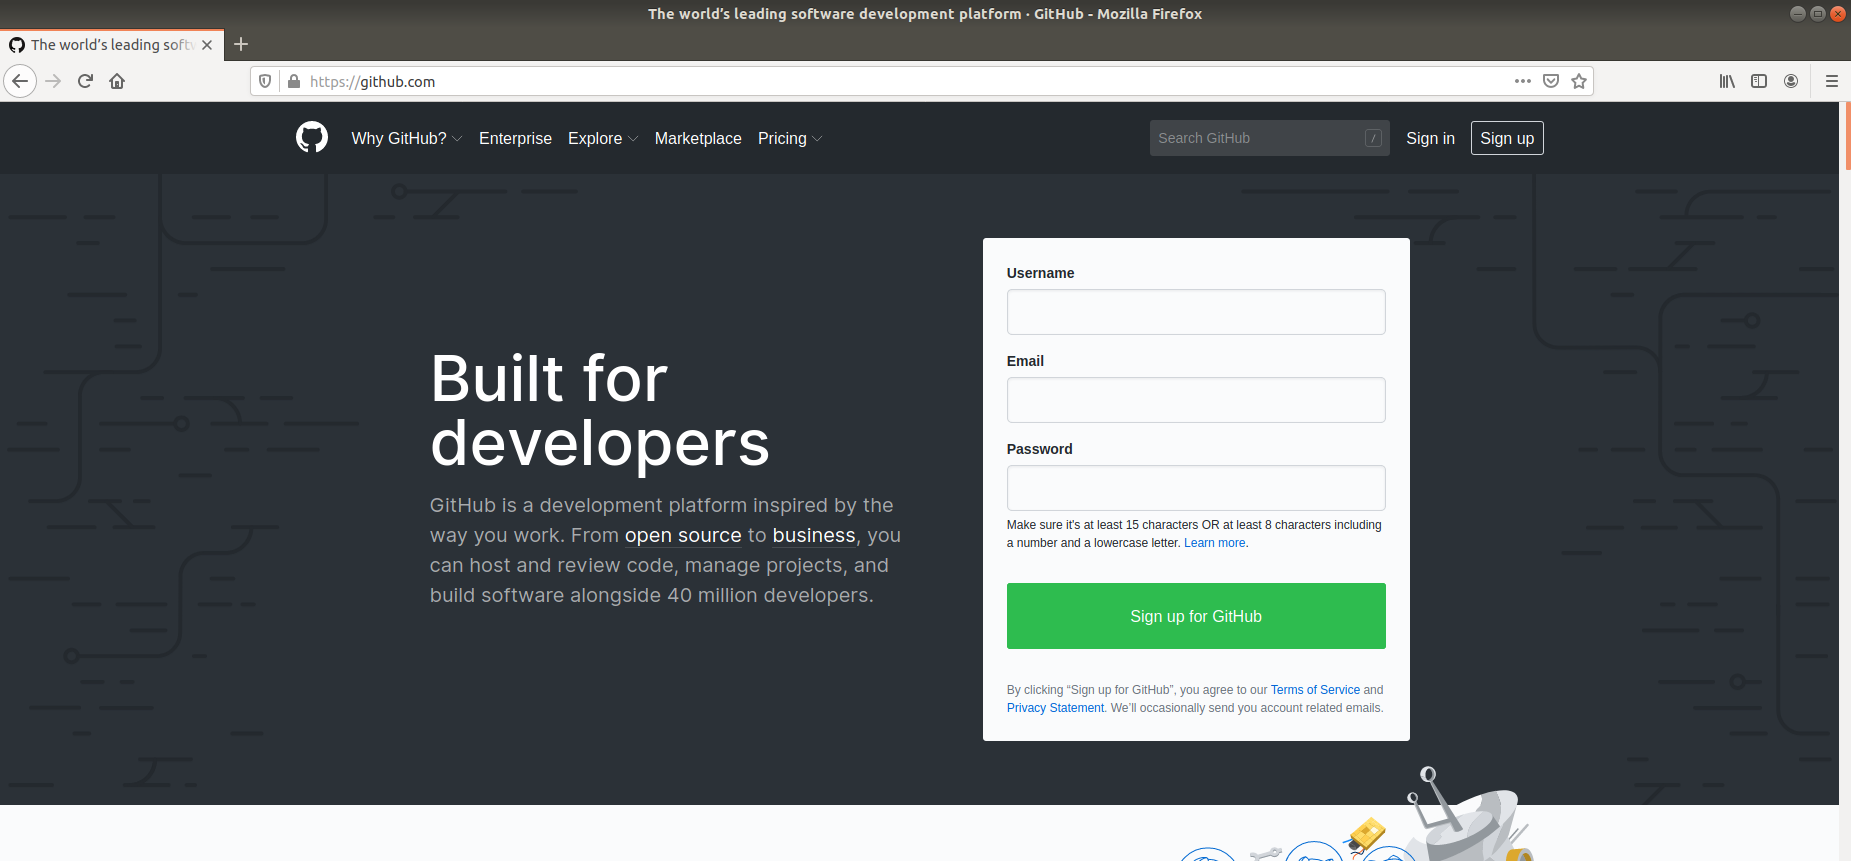 The world's leading software development platform · GitHub - Mozilla Firefox
The world's leading softw
https://github.com
Why GitHub? Enterprise Explore Marketplace Pricing Search GitHub / Sign in Sign up
Built for
developers
GitHub is a development platform inspired by the
way you work. From open source to business, you
can host and review code, manage projects, and
build software alongside 40 million developers.
Username
Email
Password
Make sure it's at least 15 characters OR at least 8 characters including
a number and a lowercase letter. Learn more.
Sign up for GitHub
By clicking “Sign up for GitHub”, you agree to our Terms of Service and
Privacy Statement. We’ll occasionally send you account related emails.